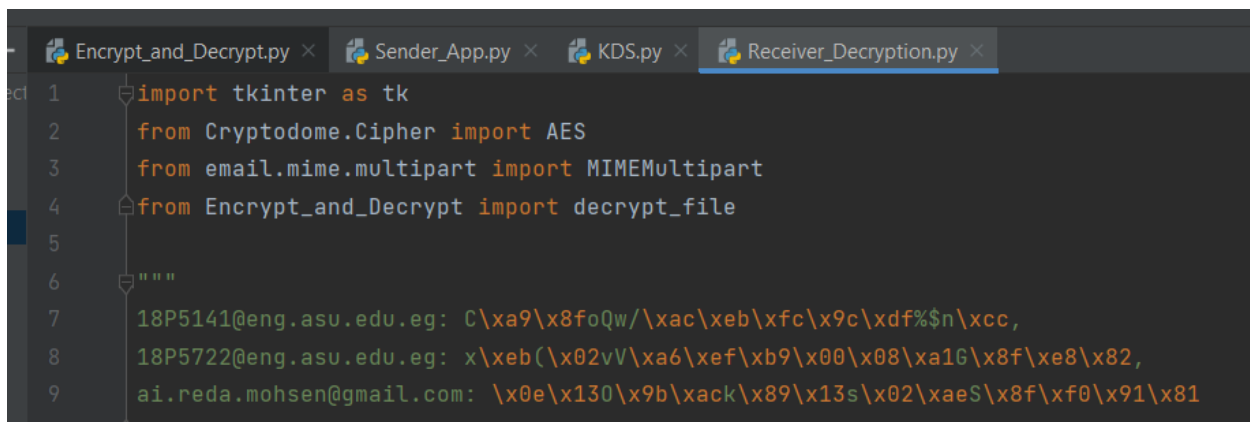 Encrypt_and_Decrypt.py Sender_App.py KDS.py Receiver_Decryption.py
1 import tkinter as tk
2 from Cryptodome.Cipher import AES
3 from email.mime.multipart import MIMEMultipart
4 from Encrypt_and_Decrypt import decrypt_file
5
6 """
7 18P5141@eng.asu.edu.eg: C\xa9\x8foQw/\xac\xeb\xfc\x9c\xdf%$n\xcc,
8 18P5722@eng.asu.edu.eg: x\xeb(\x02vV\xa6\xef\xb9\x00\x08\xa1G\x8f\xe8\x82,
9 ai.reda.mohsen@gmail.com: \x0e\x13O\x9b\xack\x89\x13s\x02\xaeS\x8f\xf0\x91\x81